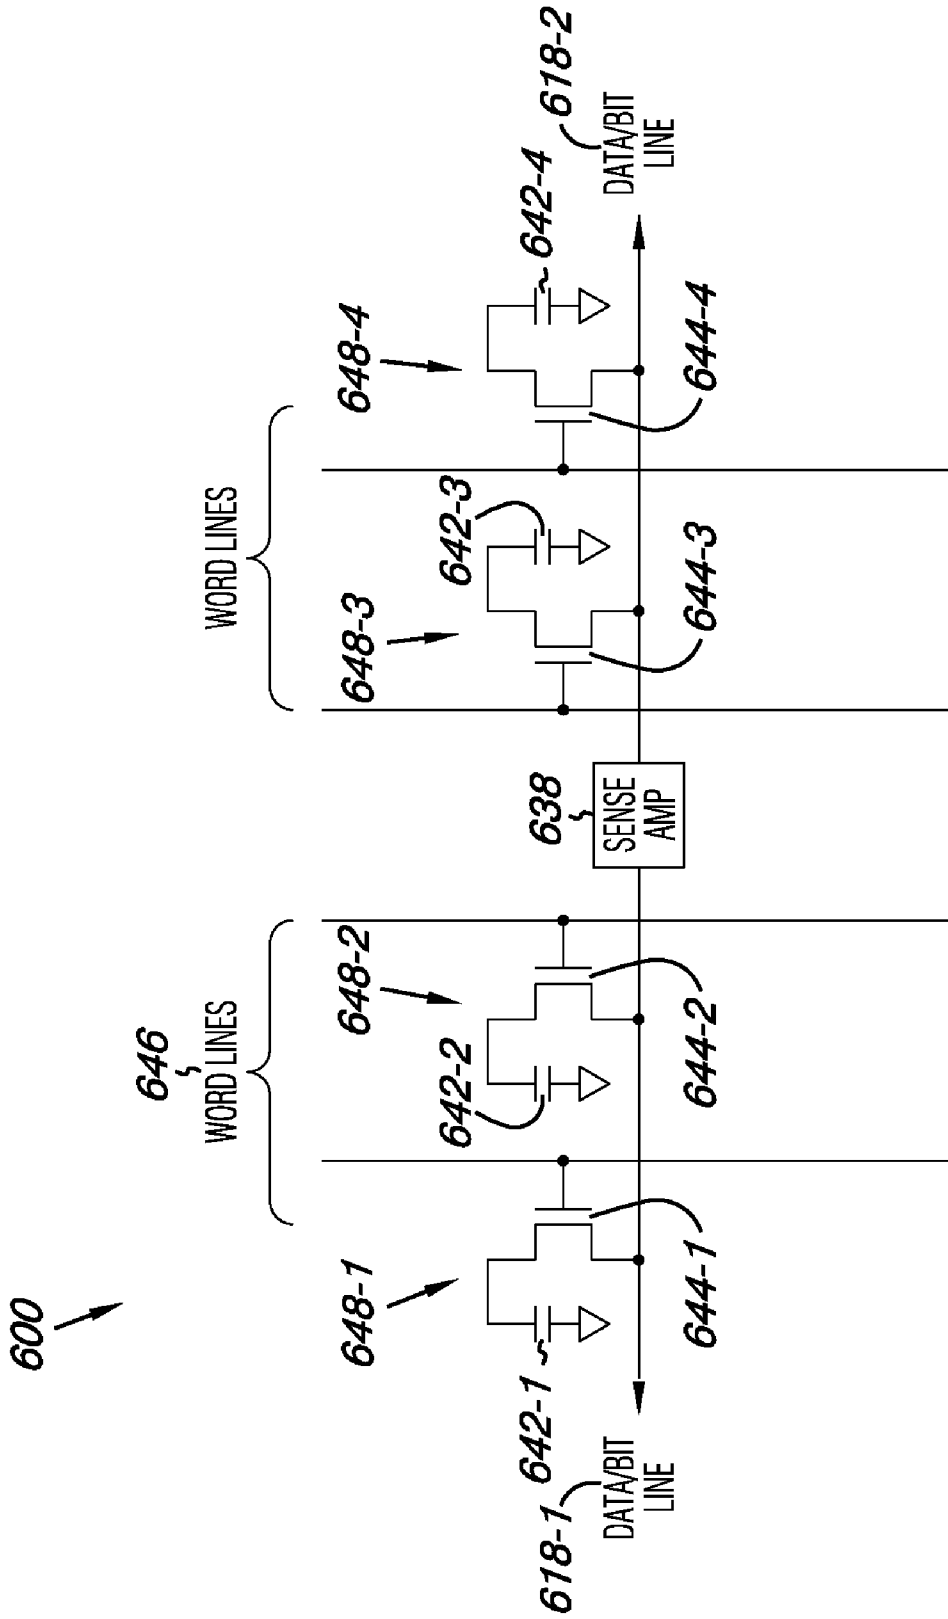 600
646
WORD LINES
WORD LINES
648-1
648-2
648-3
648-4
642-2
642-3
618-1
642-1
638
642-4
618-2
DATA/BIT
LINE
SENSE
AMP
DATA/BIT
LINE
644-1
644-2
644-3
644-4